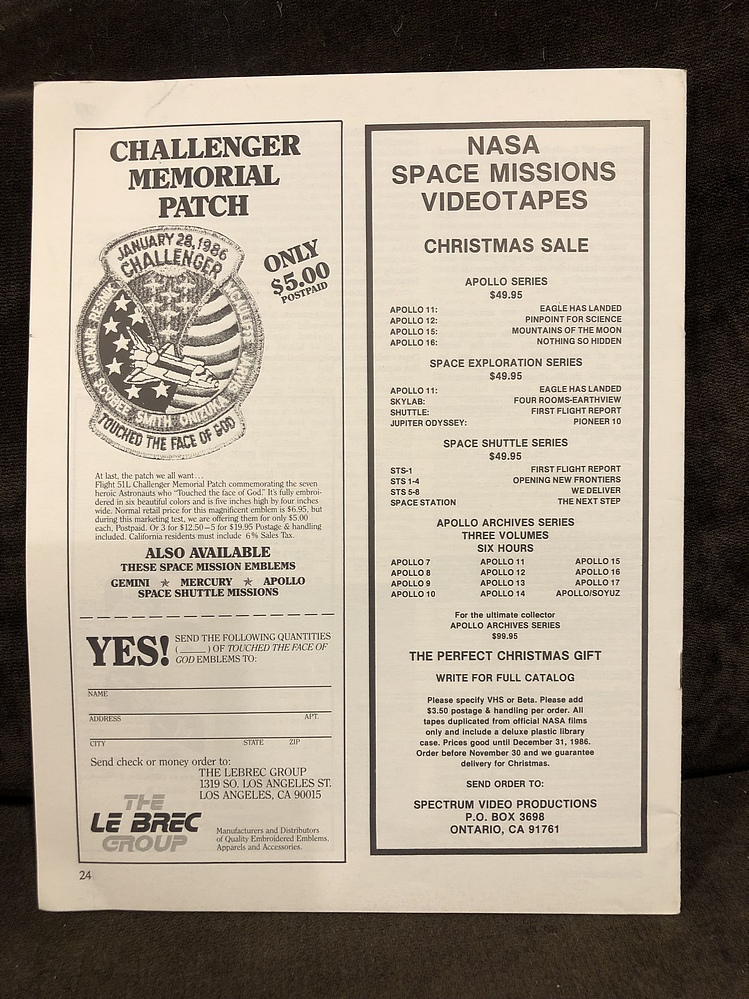 CHALLENGER
MEMORIAL
PATCH
ONLY
$5.00
POSTPAID
JANUARY 28, 1986
CHALLENGER
McNAIR RESNIK
McAULIFFE JARVIS
SCOBEE SMITH ONIZUKA
TOUCHED THE FACE OF GOD
At last, the patch we all want...
Flight 51L Challenger Memorial Patch commemorating the seven
heroic Astronauts who "Touched the face of God." It's fully embroi-
dered in six beautiful colors and is five inches high by four inches
wide. Normal retail price for this magnificent emblem is $6.95, but
during this marketing test, we are offering them for only $5.00
each, Postpaid. Or 3 for $12.50–5 for $19.95 Postage & handling
included. California residents must include 6% Sales Tax.
ALSO AVAILABLE
THESE SPACE MISSION EMBLEMS
GEMINI ★ MERCURY ★ APOLLO
SPACE SHUTTLE MISSIONS
YES! SEND THE FOLLOWING QUANTITIES
(_____) OF TOUCHED THE FACE OF
GOD EMBLEMS TO:
NAME
ADDRESS APT.
CITY STATE ZIP
Send check or money order to:
THE LEBREC GROUP
1319 SO. LOS ANGELES ST.
LOS ANGELES, CA 90015
THE
LE BREC
GROUP
Manufacturers and Distributors
of Quality Embroidered Emblems,
Apparels and Accessories.
24
NASA
SPACE MISSIONS
VIDEOTAPES
CHRISTMAS SALE
APOLLO SERIES
$49.95
APOLLO 11: EAGLE HAS LANDED
APOLLO 12: PINPOINT FOR SCIENCE
APOLLO 15: MOUNTAINS OF THE MOON
APOLLO 16: NOTHING SO HIDDEN
SPACE EXPLORATION SERIES
$49.95
APOLLO 11: EAGLE HAS LANDED
SKYLAB: FOUR ROOMS-EARTHVIEW
SHUTTLE: FIRST FLIGHT REPORT
JUPITER ODYSSEY: PIONEER 10
SPACE SHUTTLE SERIES
$49.95
STS-1 FIRST FLIGHT REPORT
STS 1-4 OPENING NEW FRONTIERS
STS 5-8 WE DELIVER
SPACE STATION THE NEXT STEP
APOLLO ARCHIVES SERIES
THREE VOLUMES
SIX HOURS
APOLLO 7 APOLLO 11 APOLLO 15
APOLLO 8 APOLLO 12 APOLLO 16
APOLLO 9 APOLLO 13 APOLLO 17
APOLLO 10 APOLLO 14 APOLLO/SOYUZ
For the ultimate collector
APOLLO ARCHIVES SERIES
$99.95
THE PERFECT CHRISTMAS GIFT
WRITE FOR FULL CATALOG
Please specify VHS or Beta. Please add
$3.50 postage & handling per order. All
tapes duplicated from official NASA films
only and include a deluxe plastic library
case. Prices good until December 31, 1986.
Order before November 30 and we guarantee
delivery for Christmas.
SEND ORDER TO:
SPECTRUM VIDEO PRODUCTIONS
P.O. BOX 3698
ONTARIO, CA 91761